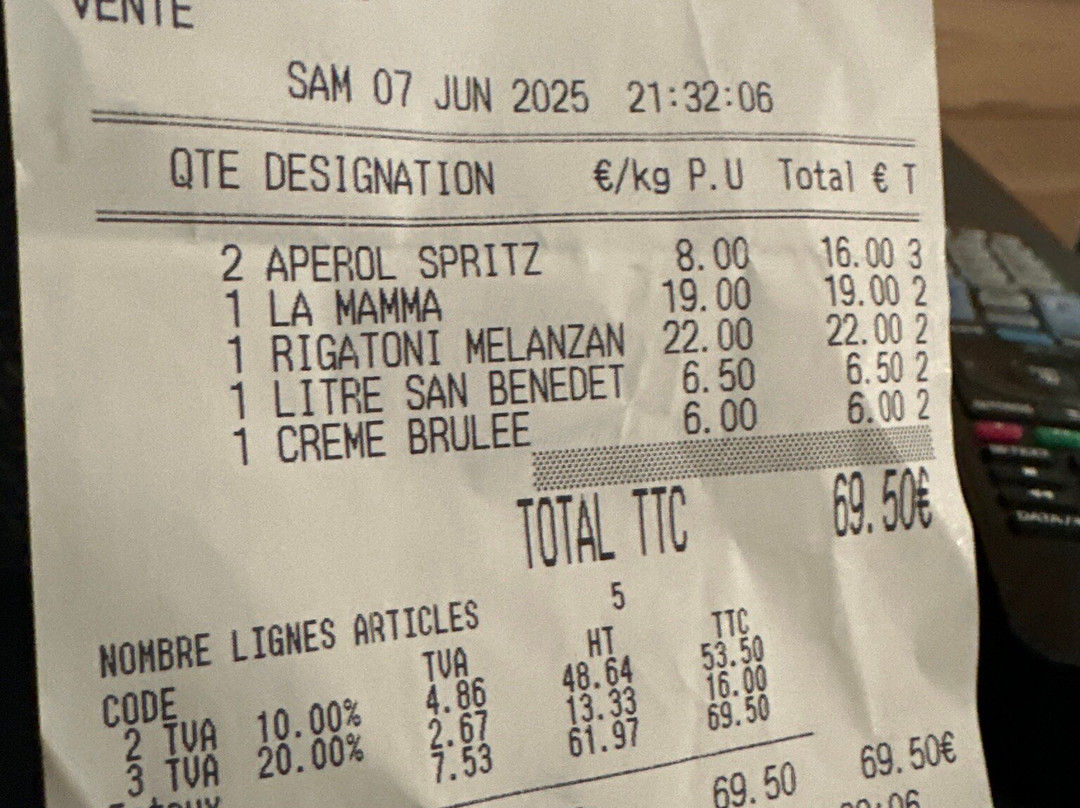 VENTE
SAM 07 JUN 2025 21:32:06
QTE DESIGNATION €/kg P.U Total € T
2 APEROL SPRITZ 8.00 16.00 3
1 LA MAMMA 19.00 19.00 2
1 RIGATONI MELANZAN 22.00 22.00 2
1 LITRE SAN BENEDET 6.50 6.50 2
1 CREME BRULEE 6.00 6.00 2
TOTAL TTC 69.50€
NOMBRE LIGNES ARTICLES 5
CODE TVA HT TTC
2 TVA 10.00% 4.86 48.64 53.50
3 TVA 20.00% 2.67 13.33 16.00
7.53 61.97 69.50
69.50 69.50€